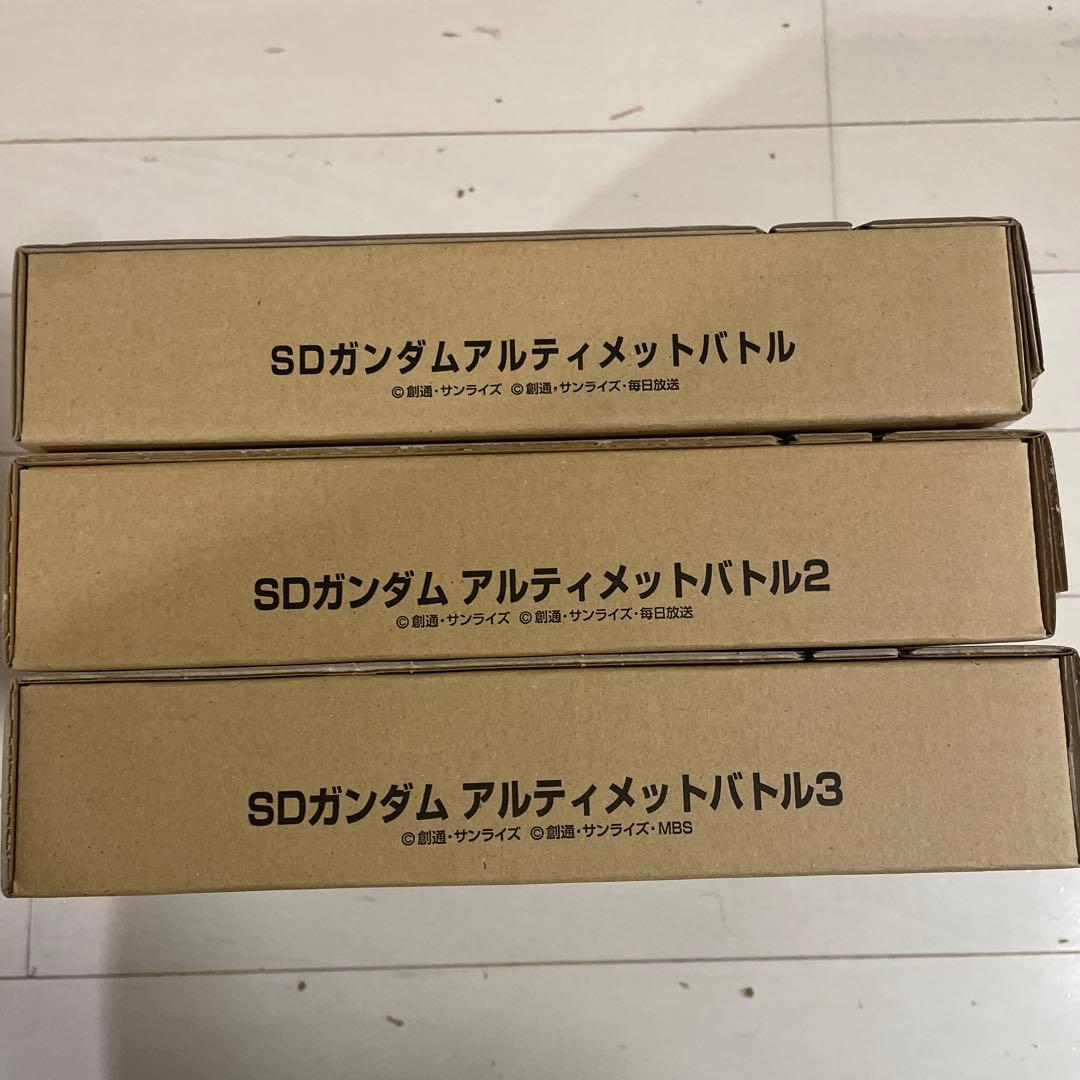 SDガンダムアルティメットバトル
©創通・サンライズ ©創通・サンライズ・毎日放送
SDガンダム アルティメットバトル2
©創通・サンライズ ©創通・サンライズ・毎日放送
SDガンダム アルティメットバトル3
©創通・サンライズ ©創通・サンライズ・MBS